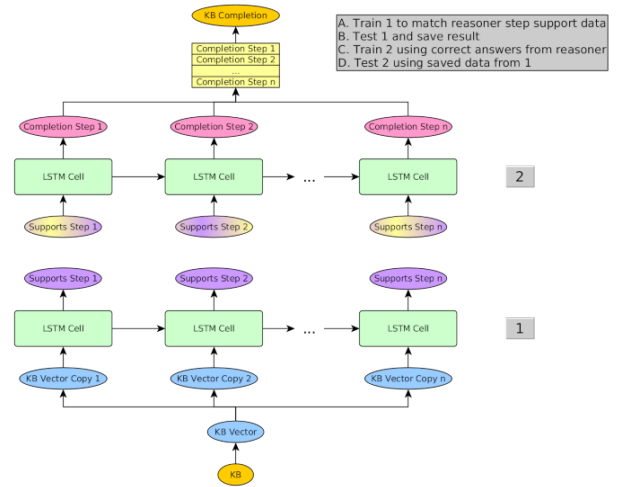 KB Completion
A. Train 1 to match reasoner step support data
B. Test 1 and save result
C. Train 2 using correct answers from reasoner
D. Test 2 using saved data from 1
Completion Step 1
Completion Step 2
...
Completion Step n
Completion Step 1 Completion Step 2 Completion Step n
LSTM Cell LSTM Cell ... LSTM Cell 2
Supports Step 1 Supports Step 2 Supports Step n
Supports Step 1 Supports Step 2 Supports Step n
LSTM Cell LSTM Cell ... LSTM Cell 1
KB Vector Copy 1 KB Vector Copy 2 KB Vector Copy n
KB Vector
KB